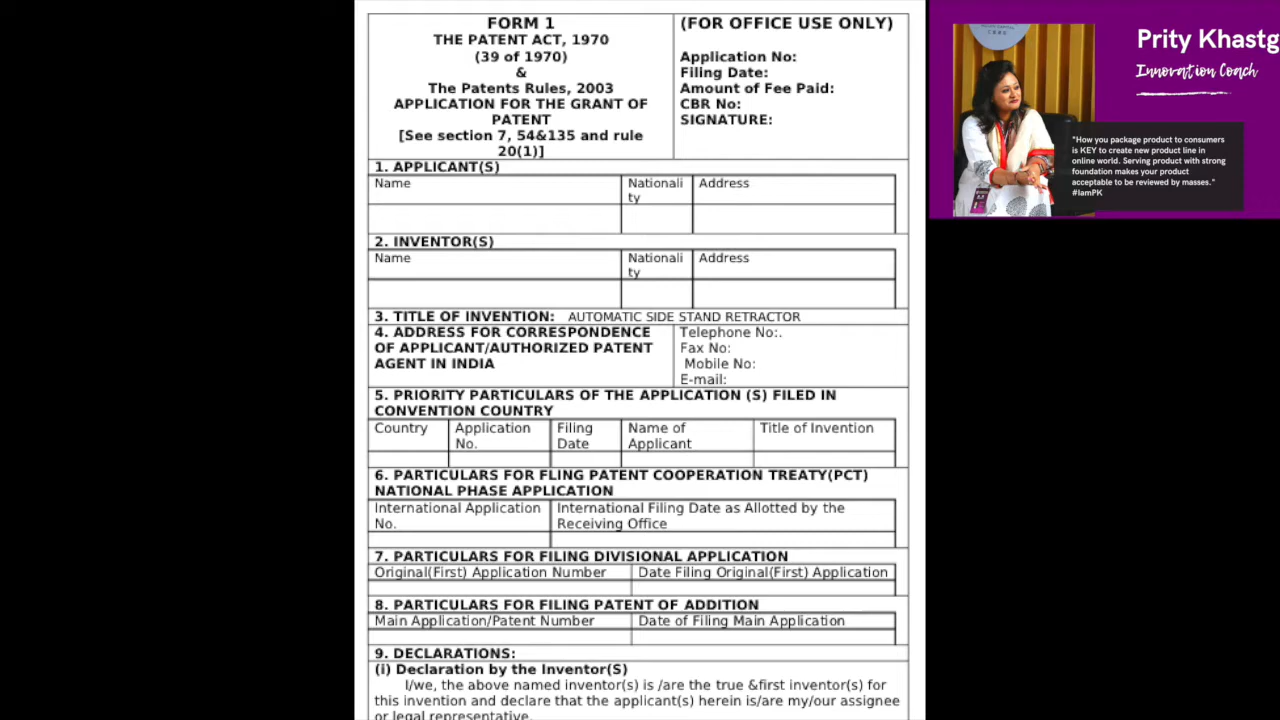 FORM 1
THE PATENT ACT, 1970
(39 of 1970)
&
The Patents Rules, 2003
APPLICATION FOR THE GRANT OF
PATENT
[See section 7, 54&135 and rule
20(1)]
(FOR OFFICE USE ONLY)
Application No:
Filing Date:
Amount of Fee Paid:
CBR No:
SIGNATURE:
1. APPLICANT(S)
Name
Nationali
ty
Address
2. INVENTOR(S)
Name
Nationali
ty
Address
3. TITLE OF INVENTION: AUTOMATIC SIDE STAND RETRACTOR
4. ADDRESS FOR CORRESPONDENCE
OF APPLICANT/AUTHORIZED PATENT
AGENT IN INDIA
Telephone No:.
Fax No:
Mobile No:
E-mail:
5. PRIORITY PARTICULARS OF THE APPLICATION (S) FILED IN
CONVENTION COUNTRY
Country
Application
No.
Filing
Date
Name of
Applicant
Title of Invention
6. PARTICULARS FOR FLING PATENT COOPERATION TREATY(PCT)
NATIONAL PHASE APPLICATION
International Application
No.
International Filing Date as Allotted by the
Receiving Office
7. PARTICULARS FOR FILING DIVISIONAL APPLICATION
Original(First) Application Number
Date Filing Original(First) Application
8. PARTICULARS FOR FILING PATENT OF ADDITION
Main Application/Patent Number
Date of Filing Main Application
9. DECLARATIONS:
(i) Declaration by the Inventor(S)
I/we, the above named inventor(s) is /are the true &first inventor(s) for
this invention and declare that the applicant(s) herein is/are my/our assignee
or legal representative.
Prity Khastg
Innovation Coach
"How you package product to consumers
is KEY to create new product line in
online world. Serving product with strong
foundation makes your product
acceptable to be reviewed by masses."
#IamPK